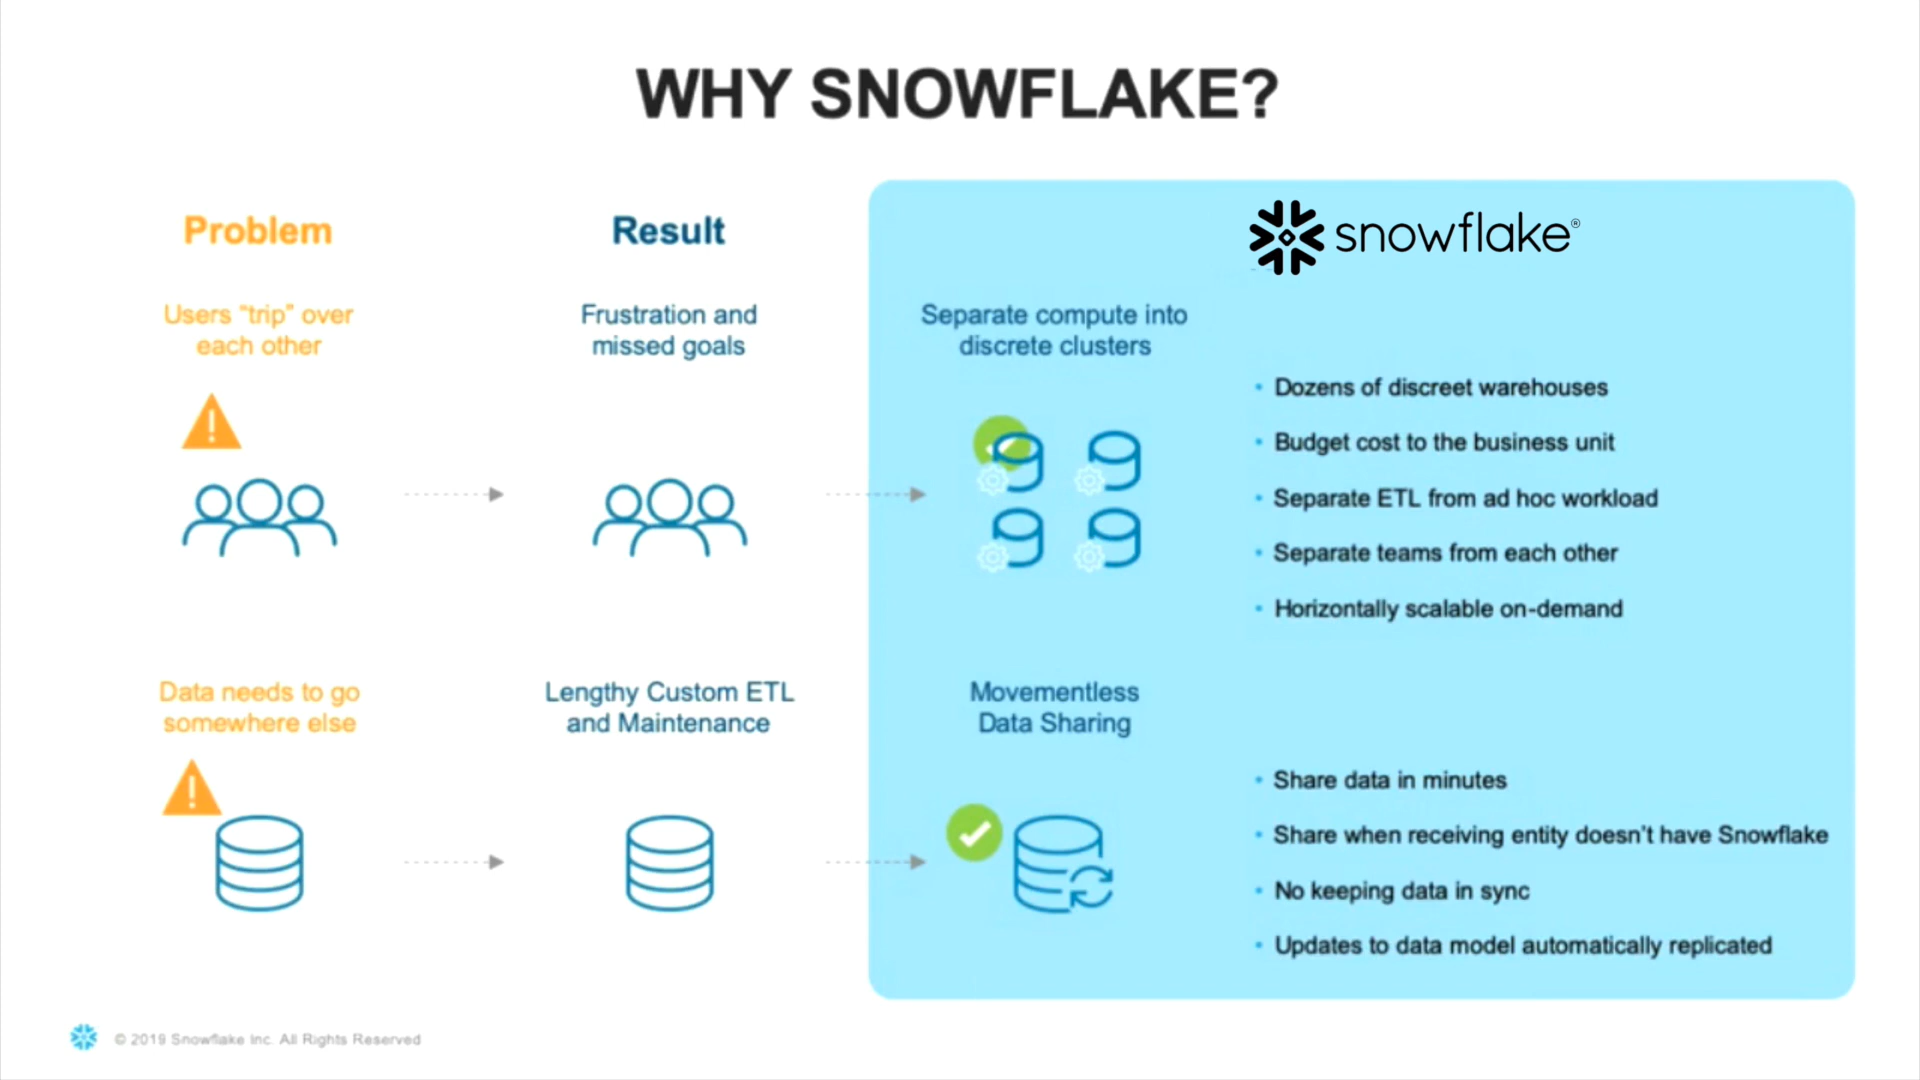 WHY SNOWFLAKE?
Problem
Result
snowflake®
Users “trip” over
each other
Frustration and
missed goals
Separate compute into
discrete clusters
• Dozens of discreet warehouses
• Budget cost to the business unit
• Separate ETL from ad hoc workload
• Separate teams from each other
• Horizontally scalable on-demand
Data needs to go
somewhere else
Lengthy Custom ETL
and Maintenance
Movementless
Data Sharing
• Share data in minutes
• Share when receiving entity doesn’t have Snowflake
• No keeping data in sync
• Updates to data model automatically replicated
© 2019 Snowflake Inc. All Rights Reserved